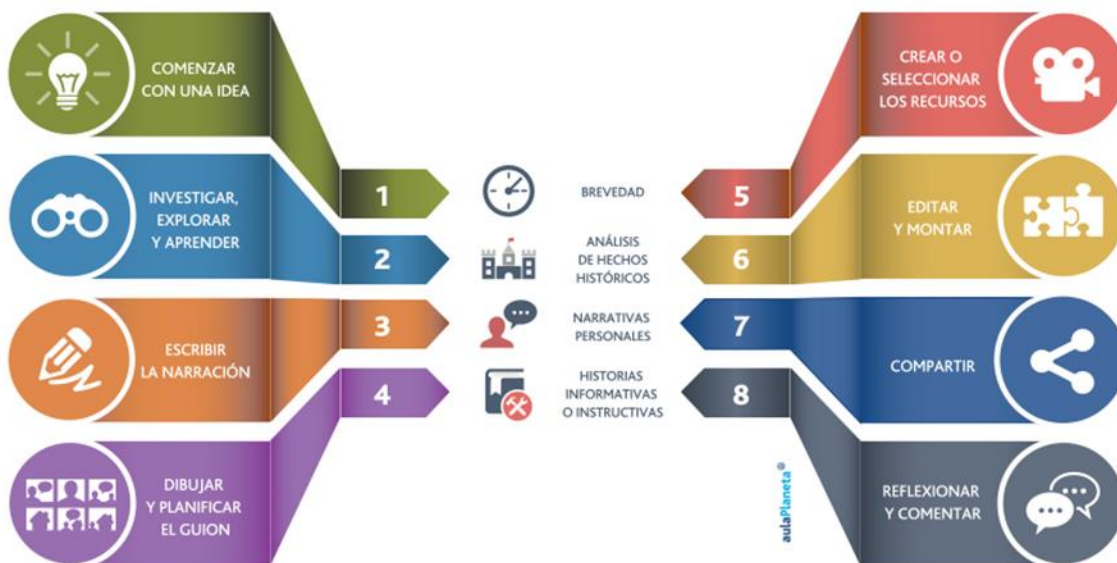 COMENZAR
CON UNA IDEA
1
INVESTIGAR,
EXPLORAR
Y APRENDER
2
ESCRIBIR
LA NARRACIÓN
3
DIBUJAR
Y PLANIFICAR
EL GUION
4
BREVEDAD
ANÁLISIS
DE HECHOS
HISTÓRICOS
NARRATIVAS
PERSONALES
HISTORIAS
INFORMATIVAS
O INSTRUCTIVAS
CREAR O
SELECCIONAR
LOS RECURSOS
5
EDITAR
Y MONTAR
6
COMPARTIR
7
REFLEXIONAR
Y COMENTAR
8
aulaPlaneta